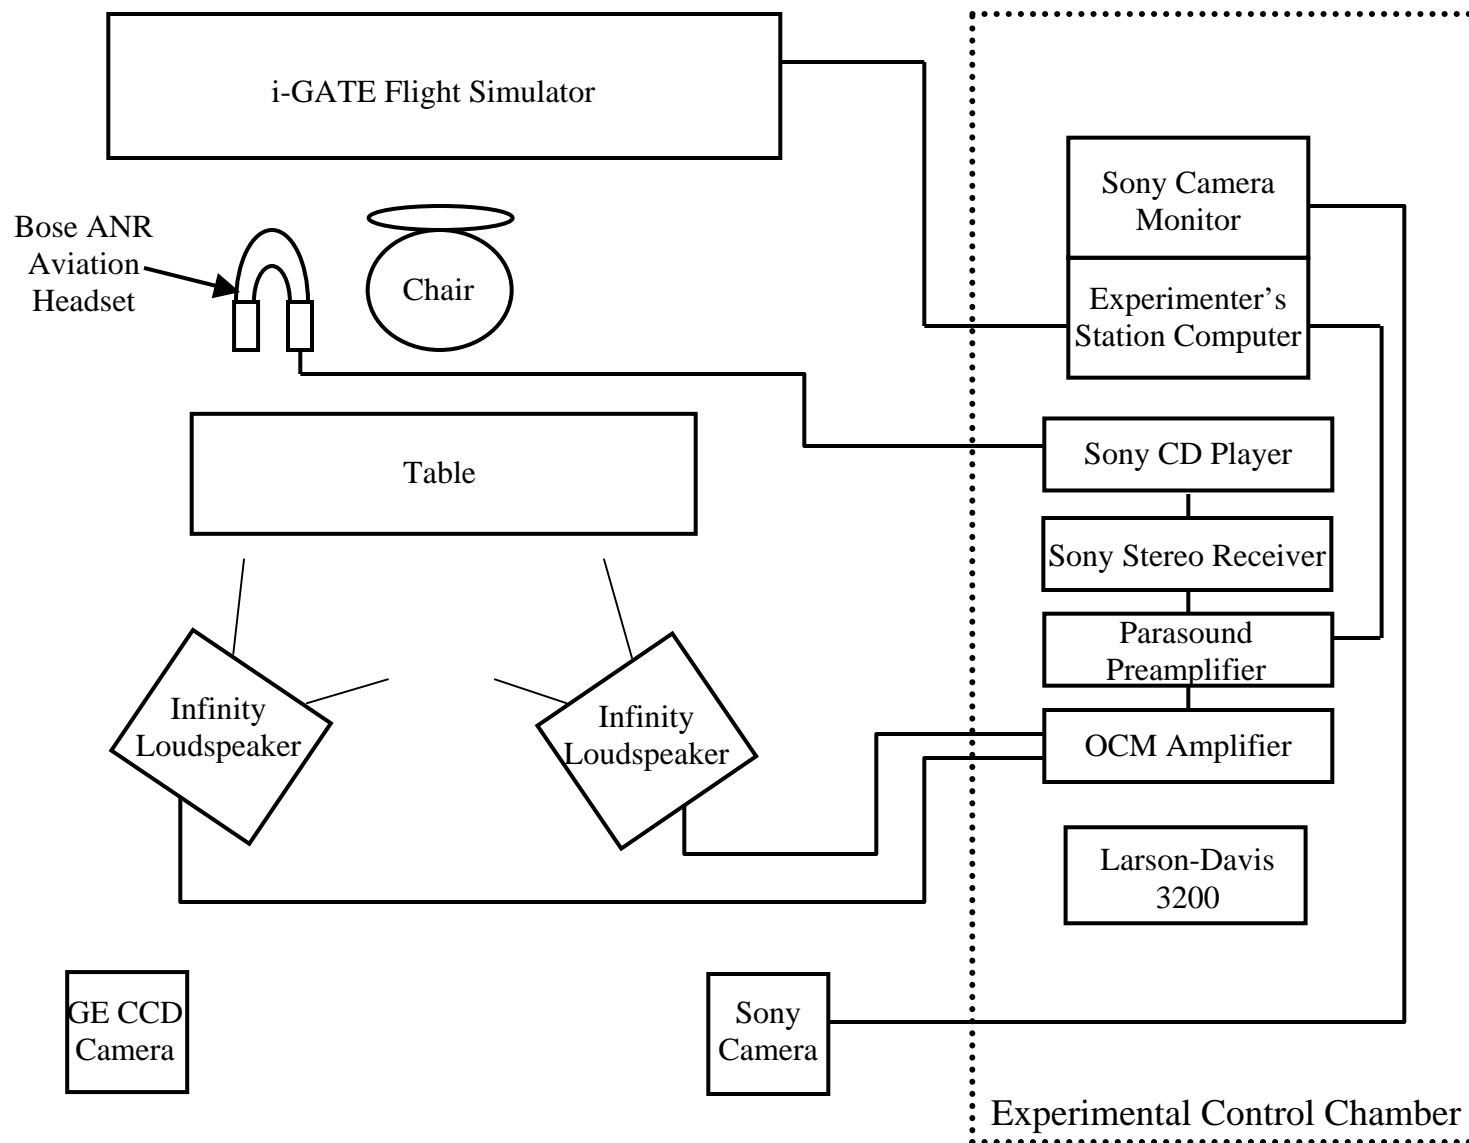 i-GATE Flight Simulator
Bose ANR
Aviation
Headset
Chair
Table
Infinity
Loudspeaker
Infinity
Loudspeaker
GE CCD
Camera
Sony
Camera
Sony Camera
Monitor
Experimenter’s
Station Computer
Sony CD Player
Sony Stereo Receiver
Parasound
Preamplifier
OCM Amplifier
Larson-Davis
3200
Experimental Control Chamber